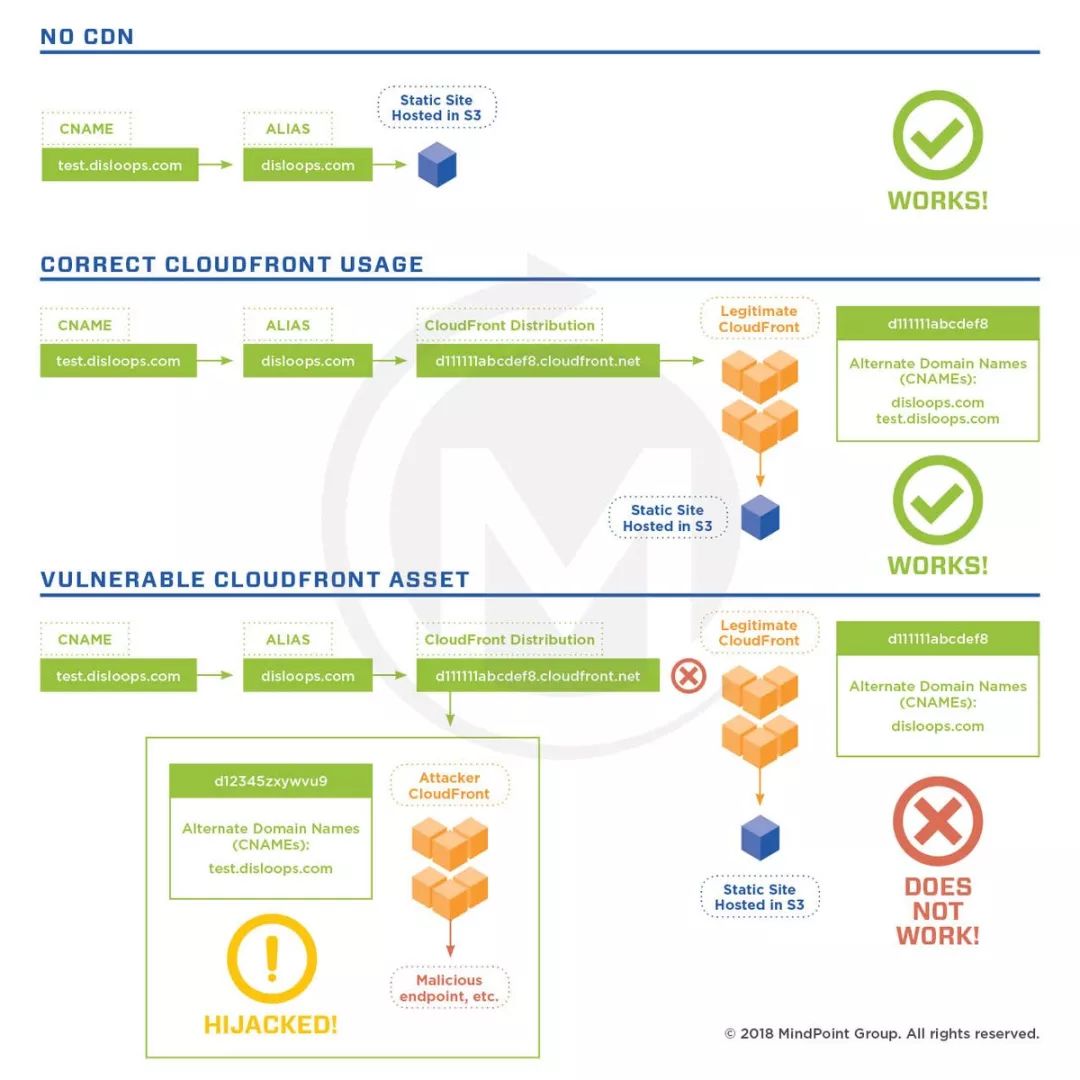 NO CDN
Static Site
Hosted in S3
CNAME
ALIAS
test.disloops.com
disloops.com
WORKS!
CORRECT CLOUDFRONT USAGE
CNAME
ALIAS
CloudFront Distribution
Legitimate
CloudFront
d111111abcdef8
test.disloops.com
disloops.com
d111111abcdef8.cloudfront.net
Alternate Domain Names
(CNAMEs):
disloops.com
test.disloops.com
Static Site
Hosted in S3
WORKS!
VULNERABLE CLOUDFRONT ASSET
CNAME
ALIAS
CloudFront Distribution
Legitimate
CloudFront
d111111abcdef8
test.disloops.com
disloops.com
d111111abcdef8.cloudfront.net
Alternate Domain Names
(CNAMEs):
disloops.com
d12345zxywvu9
Attacker
CloudFront
Alternate Domain Names
(CNAMEs):
test.disloops.com
Static Site
Hosted in S3
DOES
NOT
WORK!
HIJACKED!
Malicious
endpoint, etc.
© 2018 MindPoint Group. All rights reserved.
M